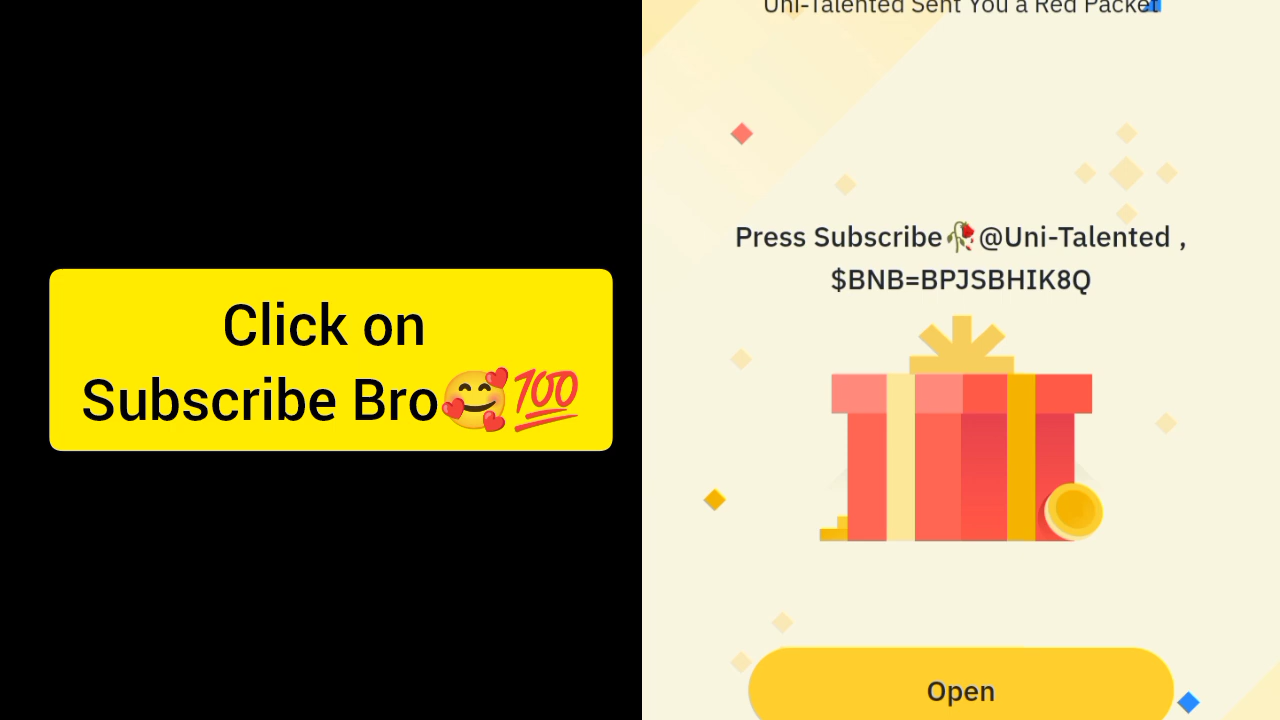 Click on
Subscribe Bro🥰💯
Uni-Talented Sent You a Red Packet
Press Subscribe🥀@Uni-Talented ,
$BNB=BPJSBHIK8Q
Open